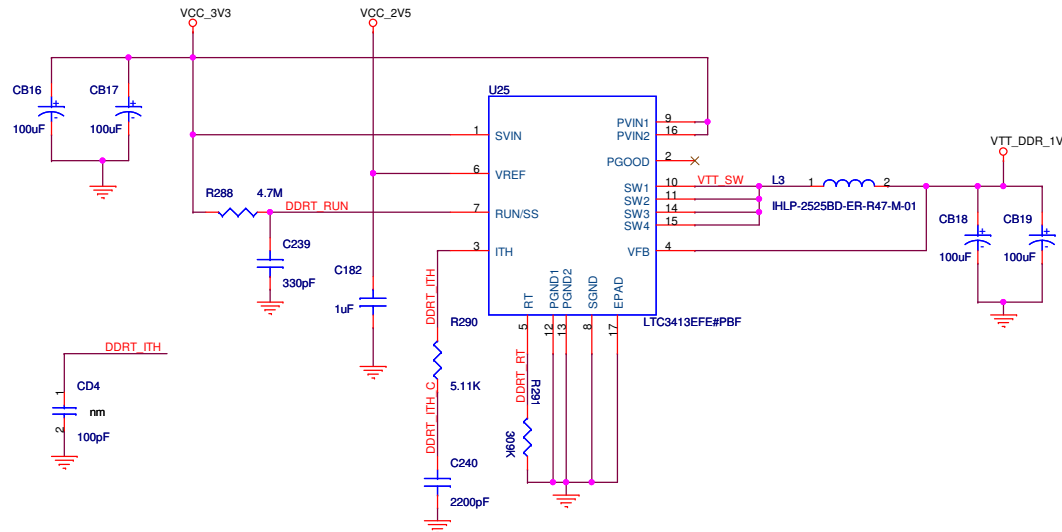 VCC_3V3
VCC_2V5
CB16
100uF
CB17
100uF
U25
1
SVIN
6
VREF
7
RUN/SS
3
ITH
PVIN1
9
PVIN2
16
PGOOD
2
SW1
10
SW2
11
SW3
14
SW4
15
VFB
4
RT
5
PGND1
12
PGND2
13
SGND
8
EPAD
17
LTC3413EFE#PBF
VTT_SW
L3
1
2
IHLP-2525BD-ER-R47-M-01
VTT_DDR_1V
CB18
100uF
CB19
100uF
R288
4.7M
DDRT_RUN
C239
330pF
C182
1uF
DDRT_ITH
R290
5.11K
DDRT_ITH_C
C240
2200pF
DDRT_RT
R291
309K
DDRT_ITH
1
CD4
nm
2
100pF